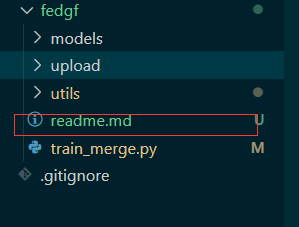 fedgf
models
upload
utils
readme.md U
train_merge.py M
.gitignore